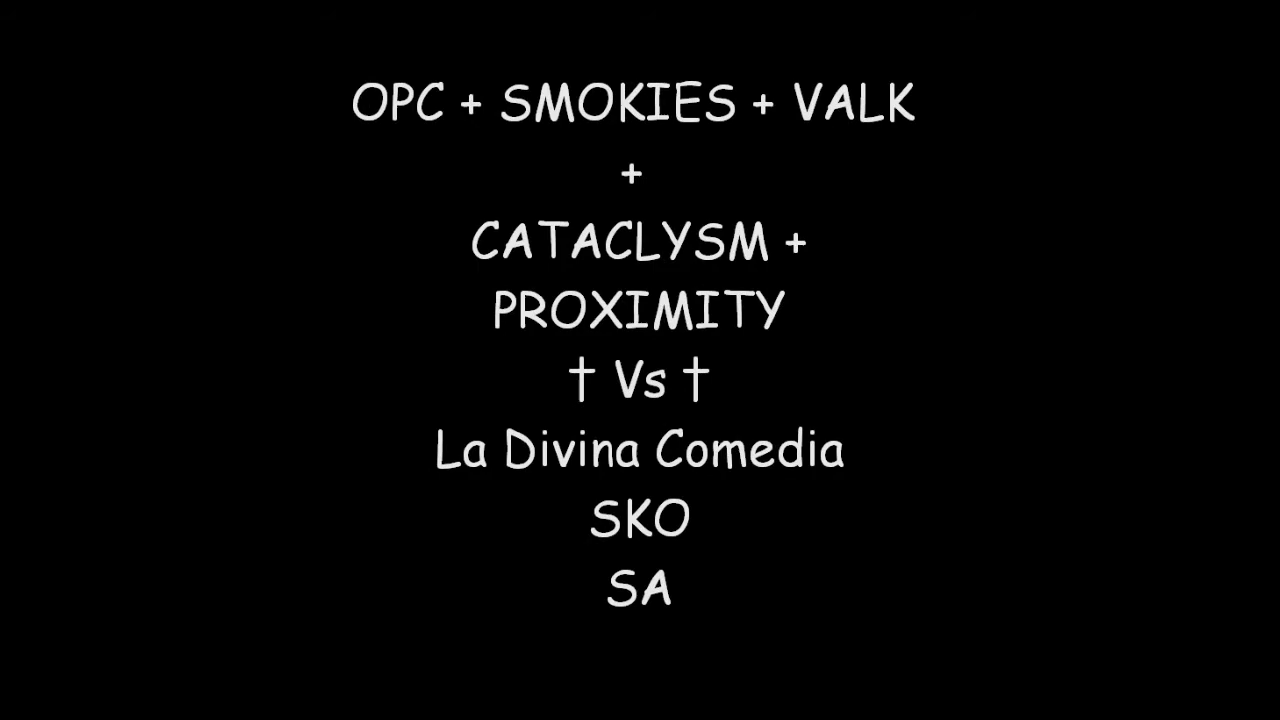 OPC + SMOKIES + VALK
+
CATACLYSM +
PROXIMITY
† Vs †
La Divina Comedia
SKO
SA